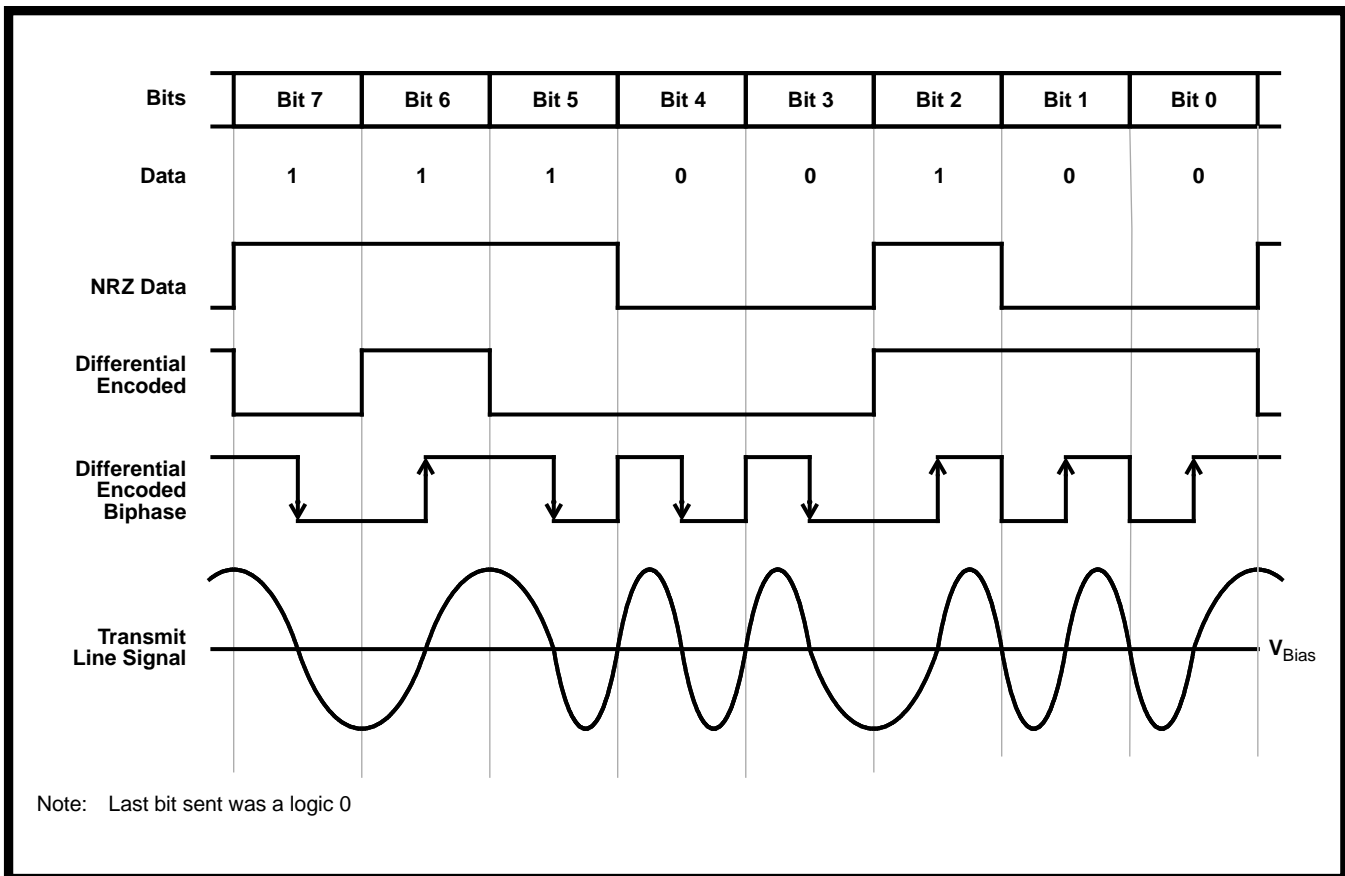 Bits Bit 7 Bit 6 Bit 5 Bit 4 Bit 3 Bit 2 Bit 1 Bit 0
Data 1 1 1 0 0 1 0 0
NRZ Data
Differential
Encoded
Differential
Encoded
Biphase
Transmit
Line Signal
VBias
Note: Last bit sent was a logic 0